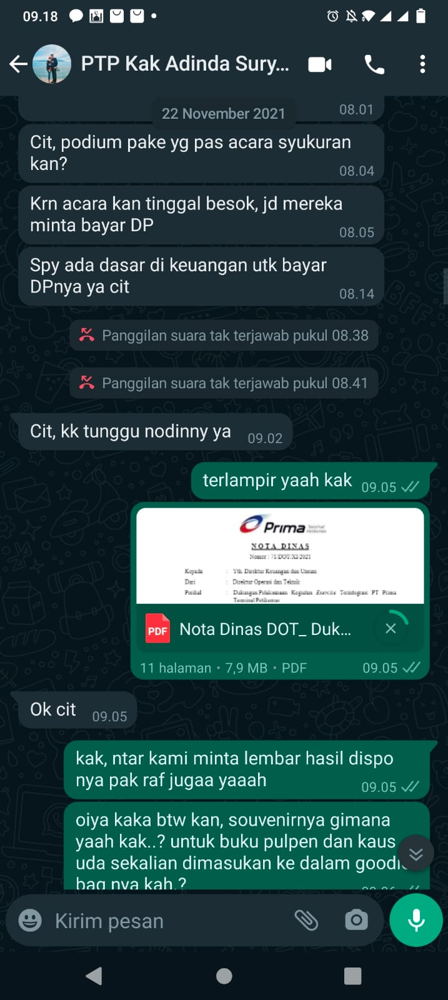 09.18
PTP Kak Adinda Sury...
08.01
22 November 2021
Cit, podium pake yg pas acara syukuran
kan?
08.04
Krn acara kan tinggal besok, jd mereka
minta bayar DP
08.05
Spy ada dasar di keuangan utk bayar
DPnya ya cit
08.14
Panggilan suara tak terjawab pukul 08.38
Panggilan suara tak terjawab pukul 08.41
Cit, kk tunggu nodinny ya 09.02
terlampir yaah kak 09.05
Prima Terminal Petikemas
NOTA DINAS
Nomor : 71/DOT/XI/2021
Kepada : Yth. Direktur Keuangan dan Umum
Dari : Direktur Operasi dan Teknik
Perihal : Dukungan Pelaksanaan Kegiatan Exercise Terintegrasi PT Prima
Terminal Petikemas
PDF Nota Dinas DOT_ Duk...
11 halaman • 7,9 MB • PDF 09.05
Ok cit 09.05
kak, ntar kami minta lembar hasil dispo
nya pak raf jugaa yaaah
09.05
oiya kaka btw kan, souvenirnya gimana
yaah kak..? untuk buku pulpen dan kaus
uda sekalian dimasukan ke dalam
bag nya kah.?
Kirim pesan